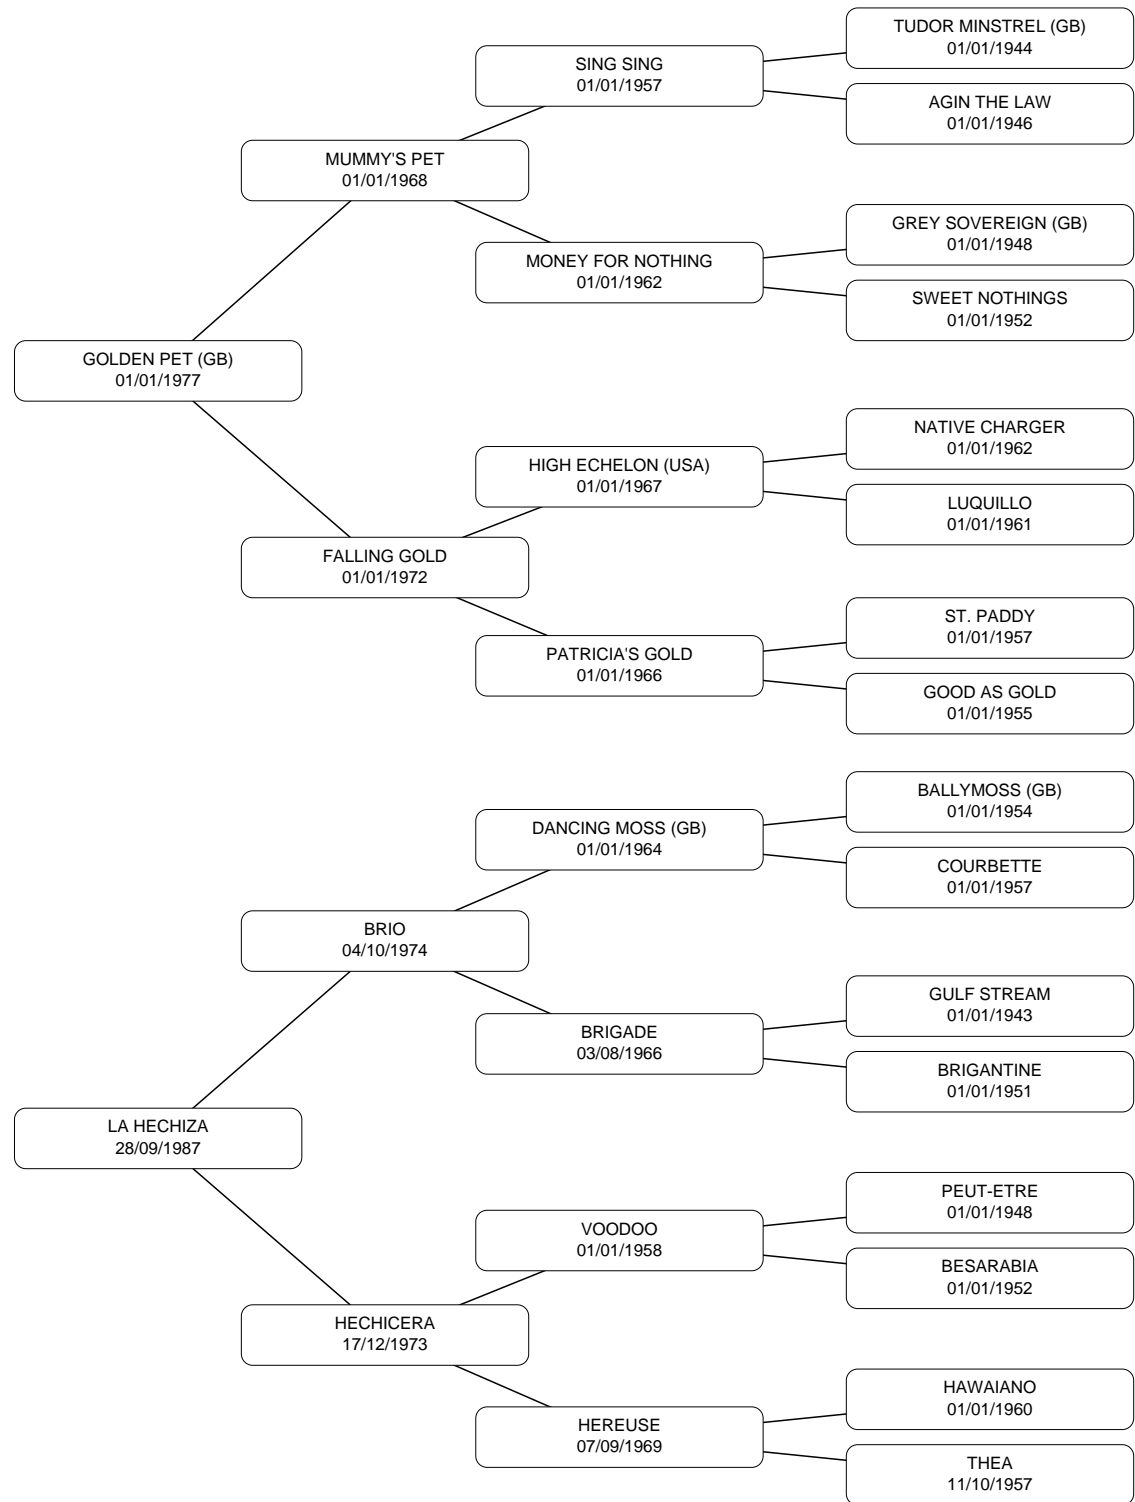 TUDOR MINSTREL (GB)
01/01/1944
SING SING
01/01/1957
AGIN THE LAW
01/01/1946
MUMMY'S PET
01/01/1968
GREY SOVEREIGN (GB)
01/01/1948
MONEY FOR NOTHING
01/01/1962
SWEET NOTHINGS
01/01/1952
GOLDEN PET (GB)
01/01/1977
NATIVE CHARGER
01/01/1962
HIGH ECHELON (USA)
01/01/1967
LUQUILLO
01/01/1961
FALLING GOLD
01/01/1972
ST. PADDY
01/01/1957
PATRICIA'S GOLD
01/01/1966
GOOD AS GOLD
01/01/1955
BALLYMOSS (GB)
01/01/1954
DANCING MOSS (GB)
01/01/1964
COURBETTE
01/01/1957
BRIO
04/10/1974
GULF STREAM
01/01/1943
BRIGADE
03/08/1966
BRIGANTINE
01/01/1951
LA HECHIZA
28/09/1987
PEUT-ETRE
01/01/1948
VOODOO
01/01/1958
BESARABIA
01/01/1952
HECHICERA
17/12/1973
HAWAIANO
01/01/1960
HEREUSE
07/09/1969
THEA
11/10/1957